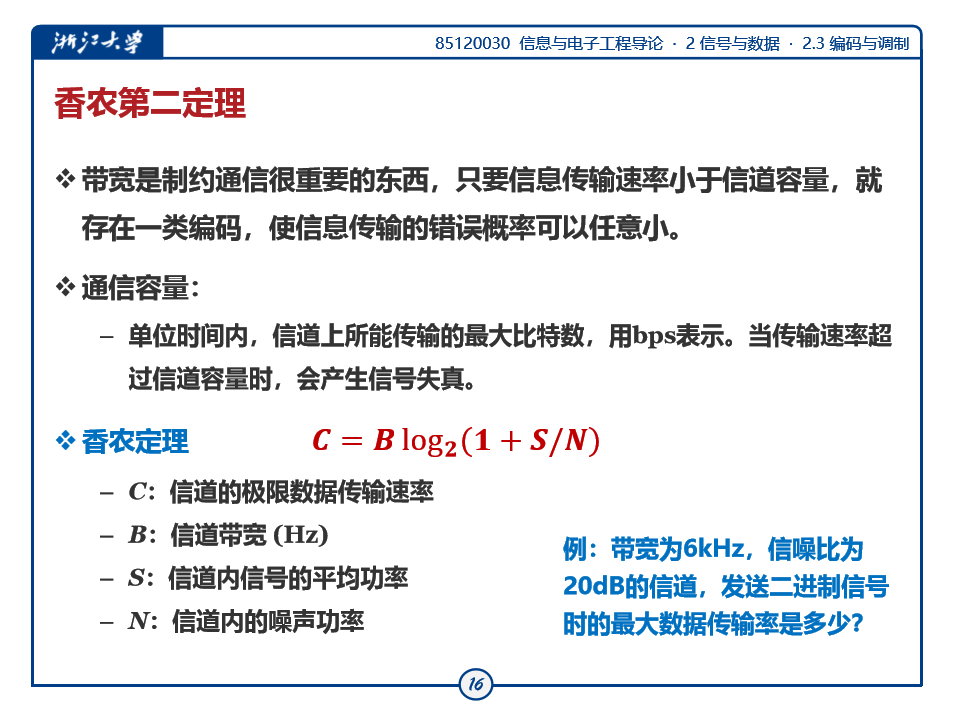 浙江大学
85120030 信息与电子工程导论 · 2 信号与数据 · 2.3 编码与调制
香农第二定理
❖ 带宽是制约通信很重要的东西，只要信息传输速率小于信道容量，就
存在一类编码，使信息传输的错误概率可以任意小。
❖ 通信容量：
– 单位时间内，信道上所能传输的最大比特数，用bps表示。当传输速率超
过信道容量时，会产生信号失真。
❖ 香农定理 C = B log₂(1 + S/N)
– C：信道的极限数据传输速率
– B：信道带宽 (Hz)
– S：信道内信号的平均功率
– N：信道内的噪声功率
例：带宽为6kHz，信噪比为
20dB的信道，发送二进制信号
时的最大数据传输率是多少?
16